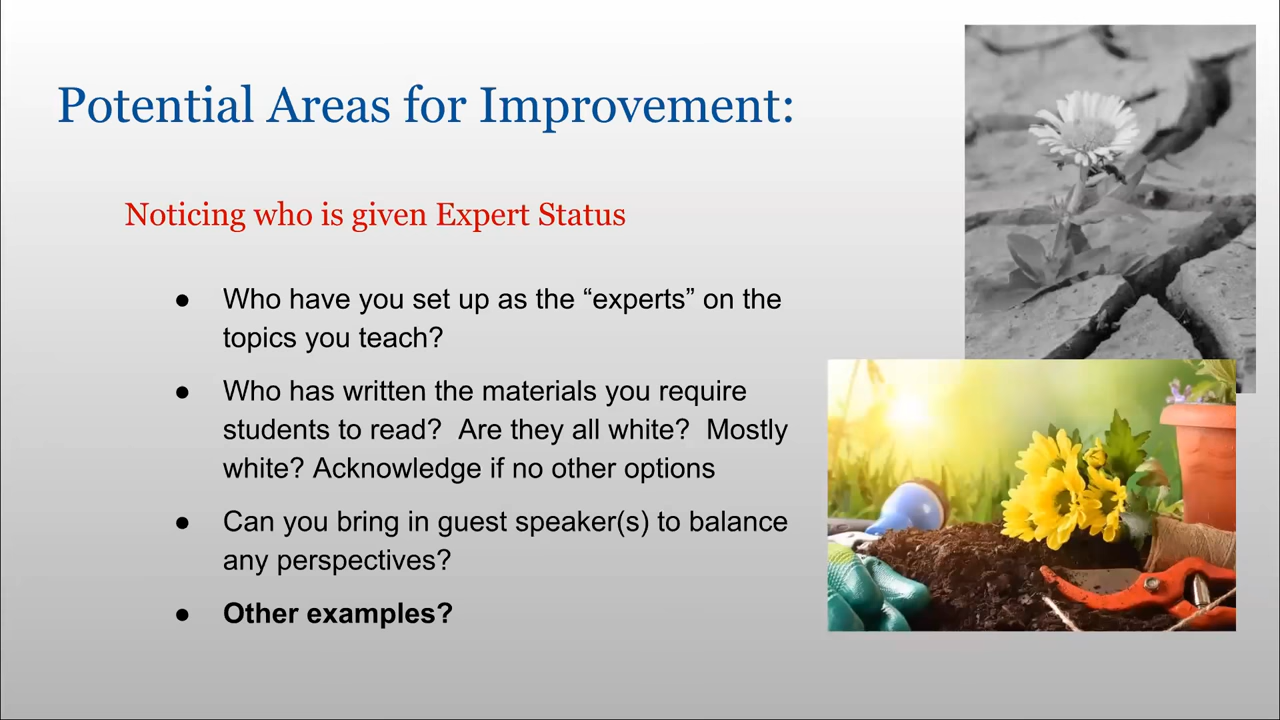 Potential Areas for Improvement:
Noticing who is given Expert Status
● Who have you set up as the “experts” on the
topics you teach?
● Who has written the materials you require
students to read?  Are they all white?  Mostly
white? Acknowledge if no other options
● Can you bring in guest speaker(s) to balance
any perspectives?
● Other examples?